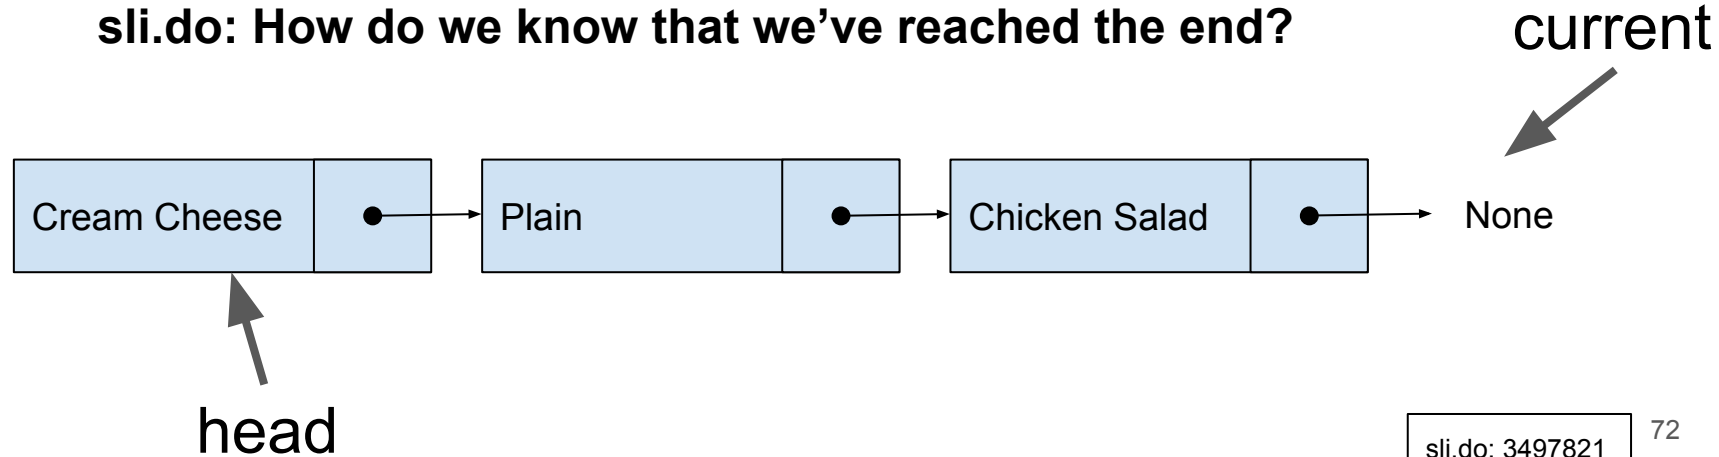 sli.do: How do we know that we’ve reached the end?
current
Cream Cheese
Plain
Chicken Salad
None
head
sli.do: 3497821
72